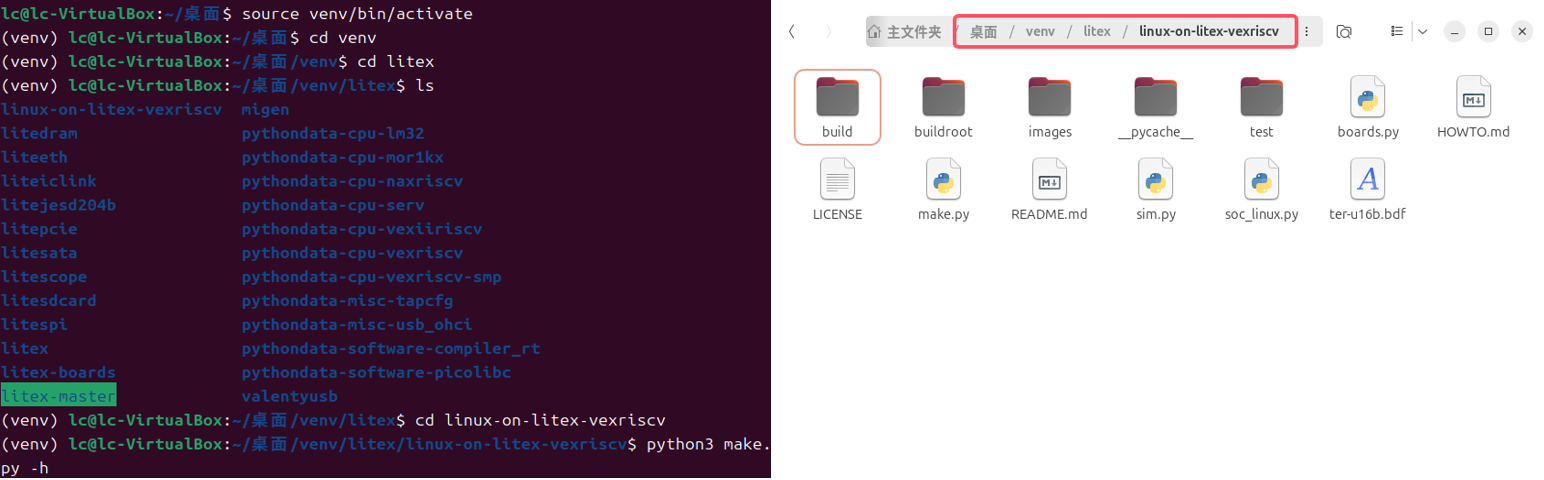 lc@lc-VirtualBox:~/桌面$ source venv/bin/activate
(venv) lc@lc-VirtualBox:~/桌面$ cd venv
(venv) lc@lc-VirtualBox:~/桌面/venv$ cd litex
(venv) lc@lc-VirtualBox:~/桌面/venv/litex$ ls
linux-on-litex-vexriscv migen
litedram pythondata-cpu-lm32
liteeth pythondata-cpu-mor1kx
liteiclink pythondata-cpu-naxriscv
litejesd204b pythondata-cpu-serv
litepcie pythondata-cpu-vexiiriscv
litesata pythondata-cpu-vexriscv
litescope pythondata-cpu-vexriscv-smp
litesdcard pythondata-misc-tapcfg
litespi pythondata-misc-usb_ohci
litex pythondata-software-compiler_rt
litex-boards pythondata-software-picolibc
litex-master valentyusb
(venv) lc@lc-VirtualBox:~/桌面/venv/litex$ cd linux-on-litex-vexriscv
(venv) lc@lc-VirtualBox:~/桌面/venv/litex/linux-on-litex-vexriscv$ python3 make.
py -h
主文件夹 / 桌面 / venv / litex / linux-on-litex-vexriscv
build buildroot images __pycache__ test boards.py HOWTO.md
LICENSE make.py README.md sim.py soc_linux.py ter-u16b.bdf